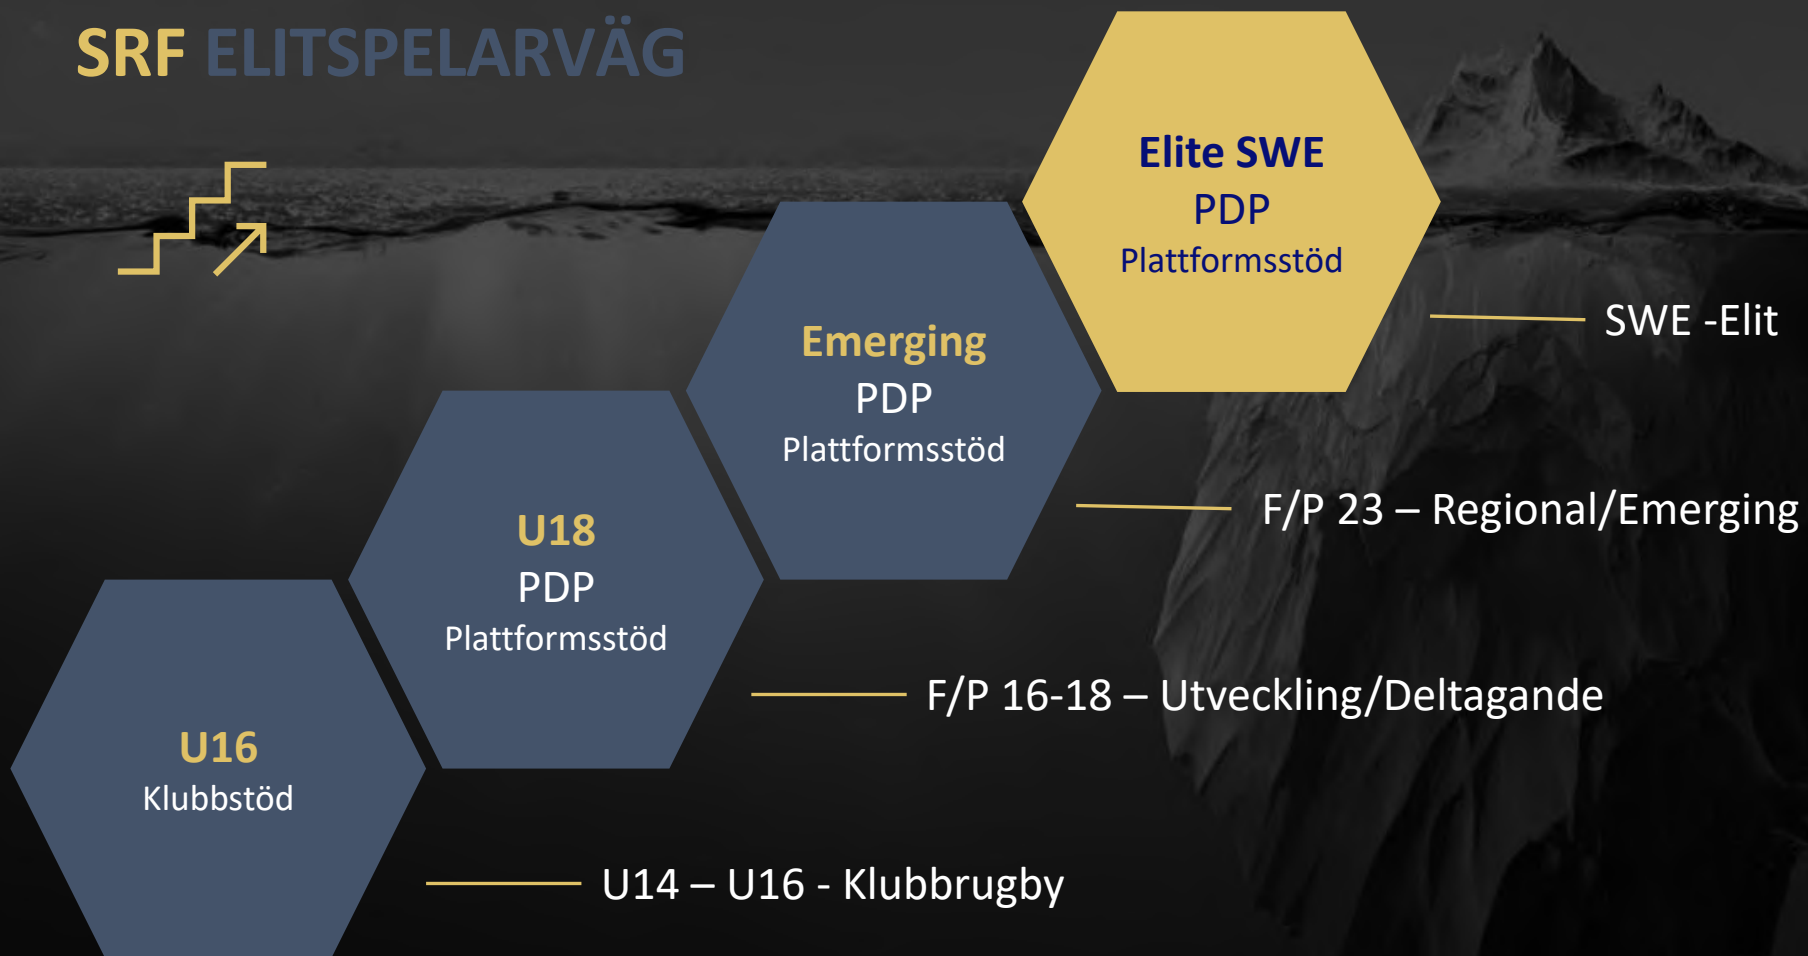 SRF ELITSPELARVÄG
Elite SWE
PDP
Plattformsstöd
SWE -Elit
Emerging
PDP
Plattformsstöd
F/P 23 – Regional/Emerging
U18
PDP
Plattformsstöd
F/P 16-18 – Utveckling/Deltagande
U16
Klubbstöd
U14 – U16 - Klubbrugby